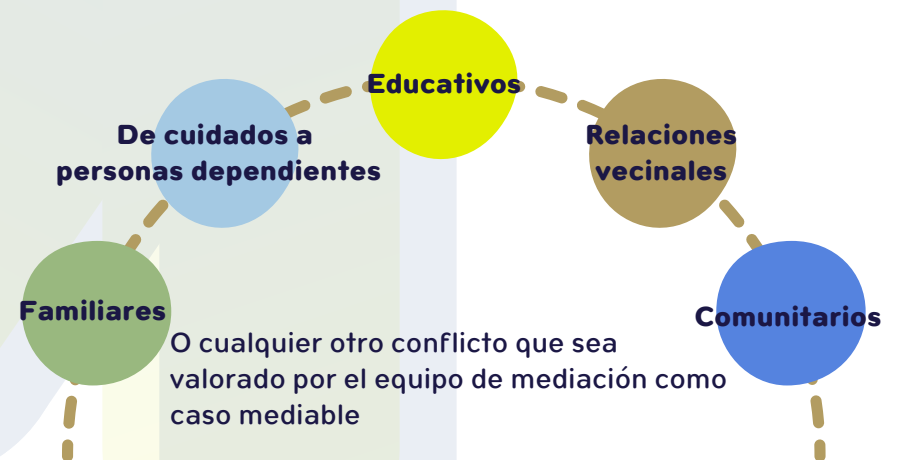 Educativos
De cuidados a
personas dependientes
Relaciones
vecinales
Familiares
Comunitarios
O cualquier otro conflicto que sea
valorado por el equipo de mediación como
caso mediable